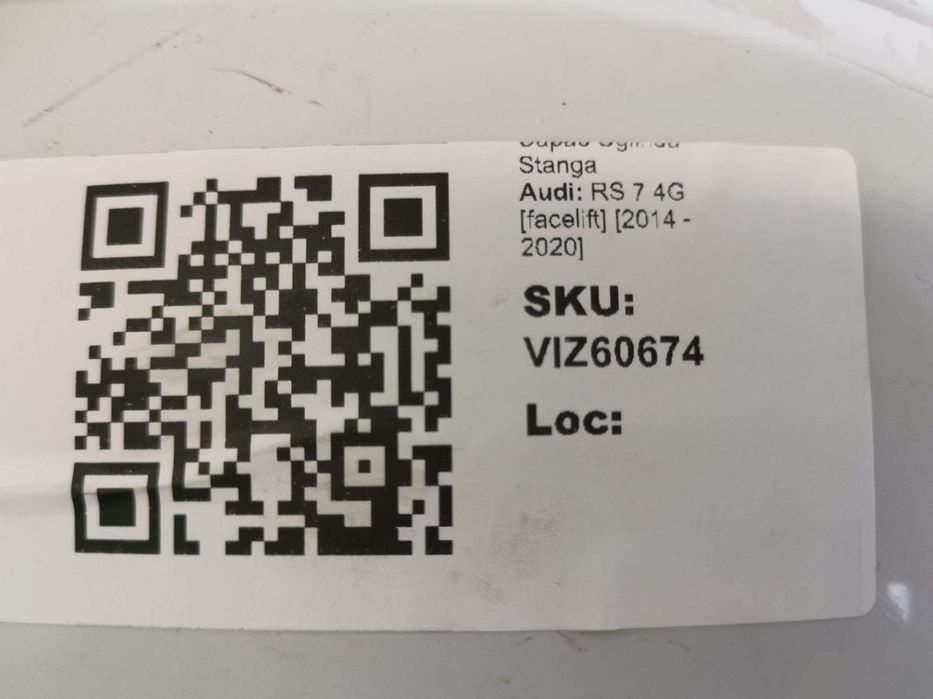 Stanga
Audi: RS 7 4G
[facelift] [2014 -
2020]
SKU:
VIZ60674
Loc: